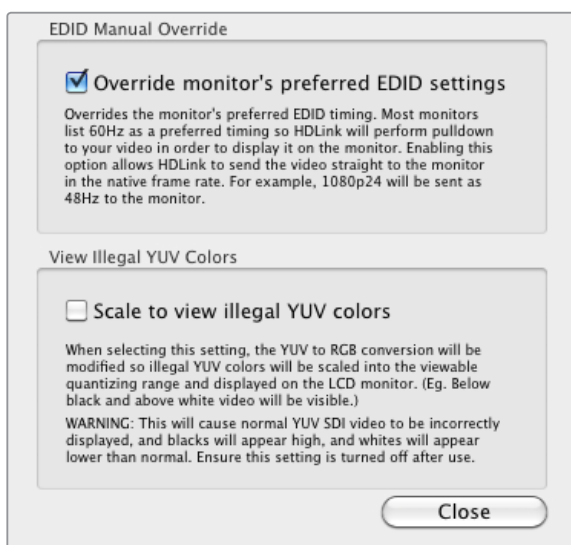 EDID Manual Override
Override monitor's preferred EDID settings
Overrides the monitor's preferred EDID timing. Most monitors
list 60Hz as a preferred timing so HDLink will perform pulldown
to your video in order to display it on the monitor. Enabling this
option allows HDLink to send the video straight to the monitor
in the native frame rate. For example, 1080p24 will be sent as
48Hz to the monitor.
View Illegal YUV Colors
Scale to view illegal YUV colors
When selecting this setting, the YUV to RGB conversion will be
modified so illegal YUV colors will be scaled into the viewable
quantizing range and displayed on the LCD monitor. (Eg. Below
black and above white video will be visible.)
WARNING: This will cause normal YUV SDI video to be incorrectly
displayed, and blacks will appear high, and whites will appear
lower than normal. Ensure this setting is turned off after use.
Close